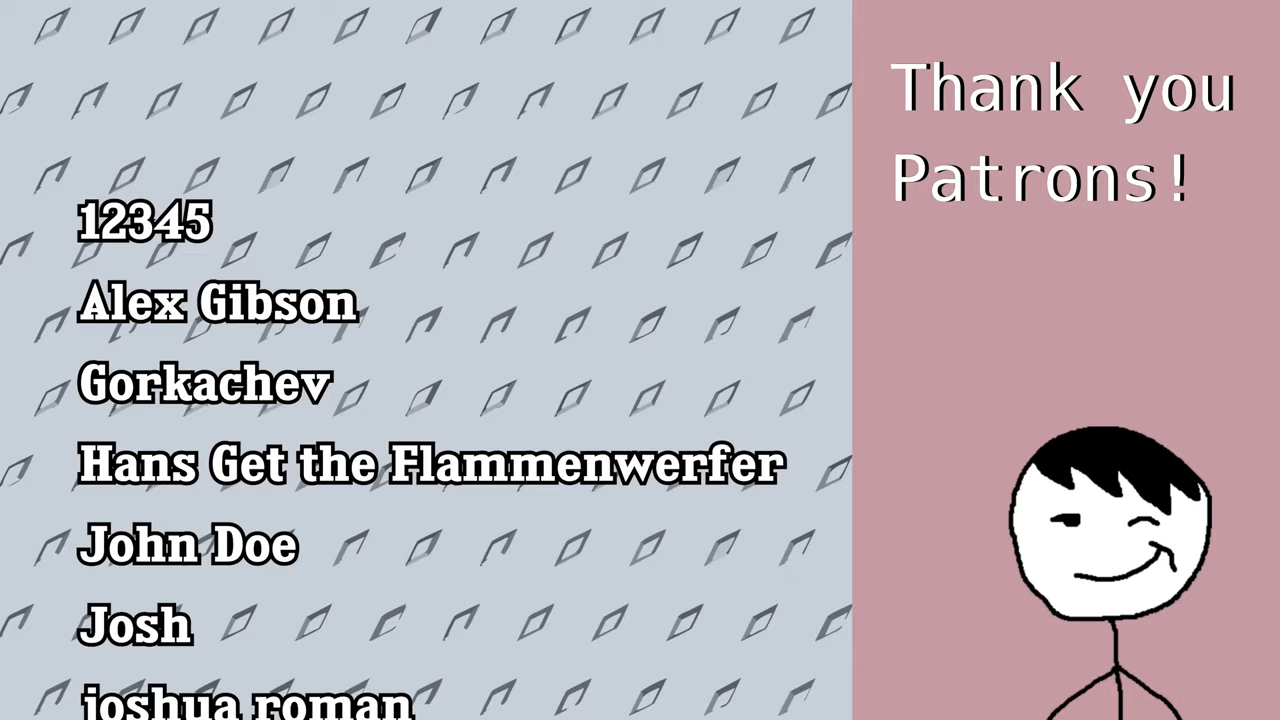 Thank you
Patrons!
12345
Alex Gibson
Gorkachev
Hans Get the Flammenwerfer
John Doe
Josh
joshua roman